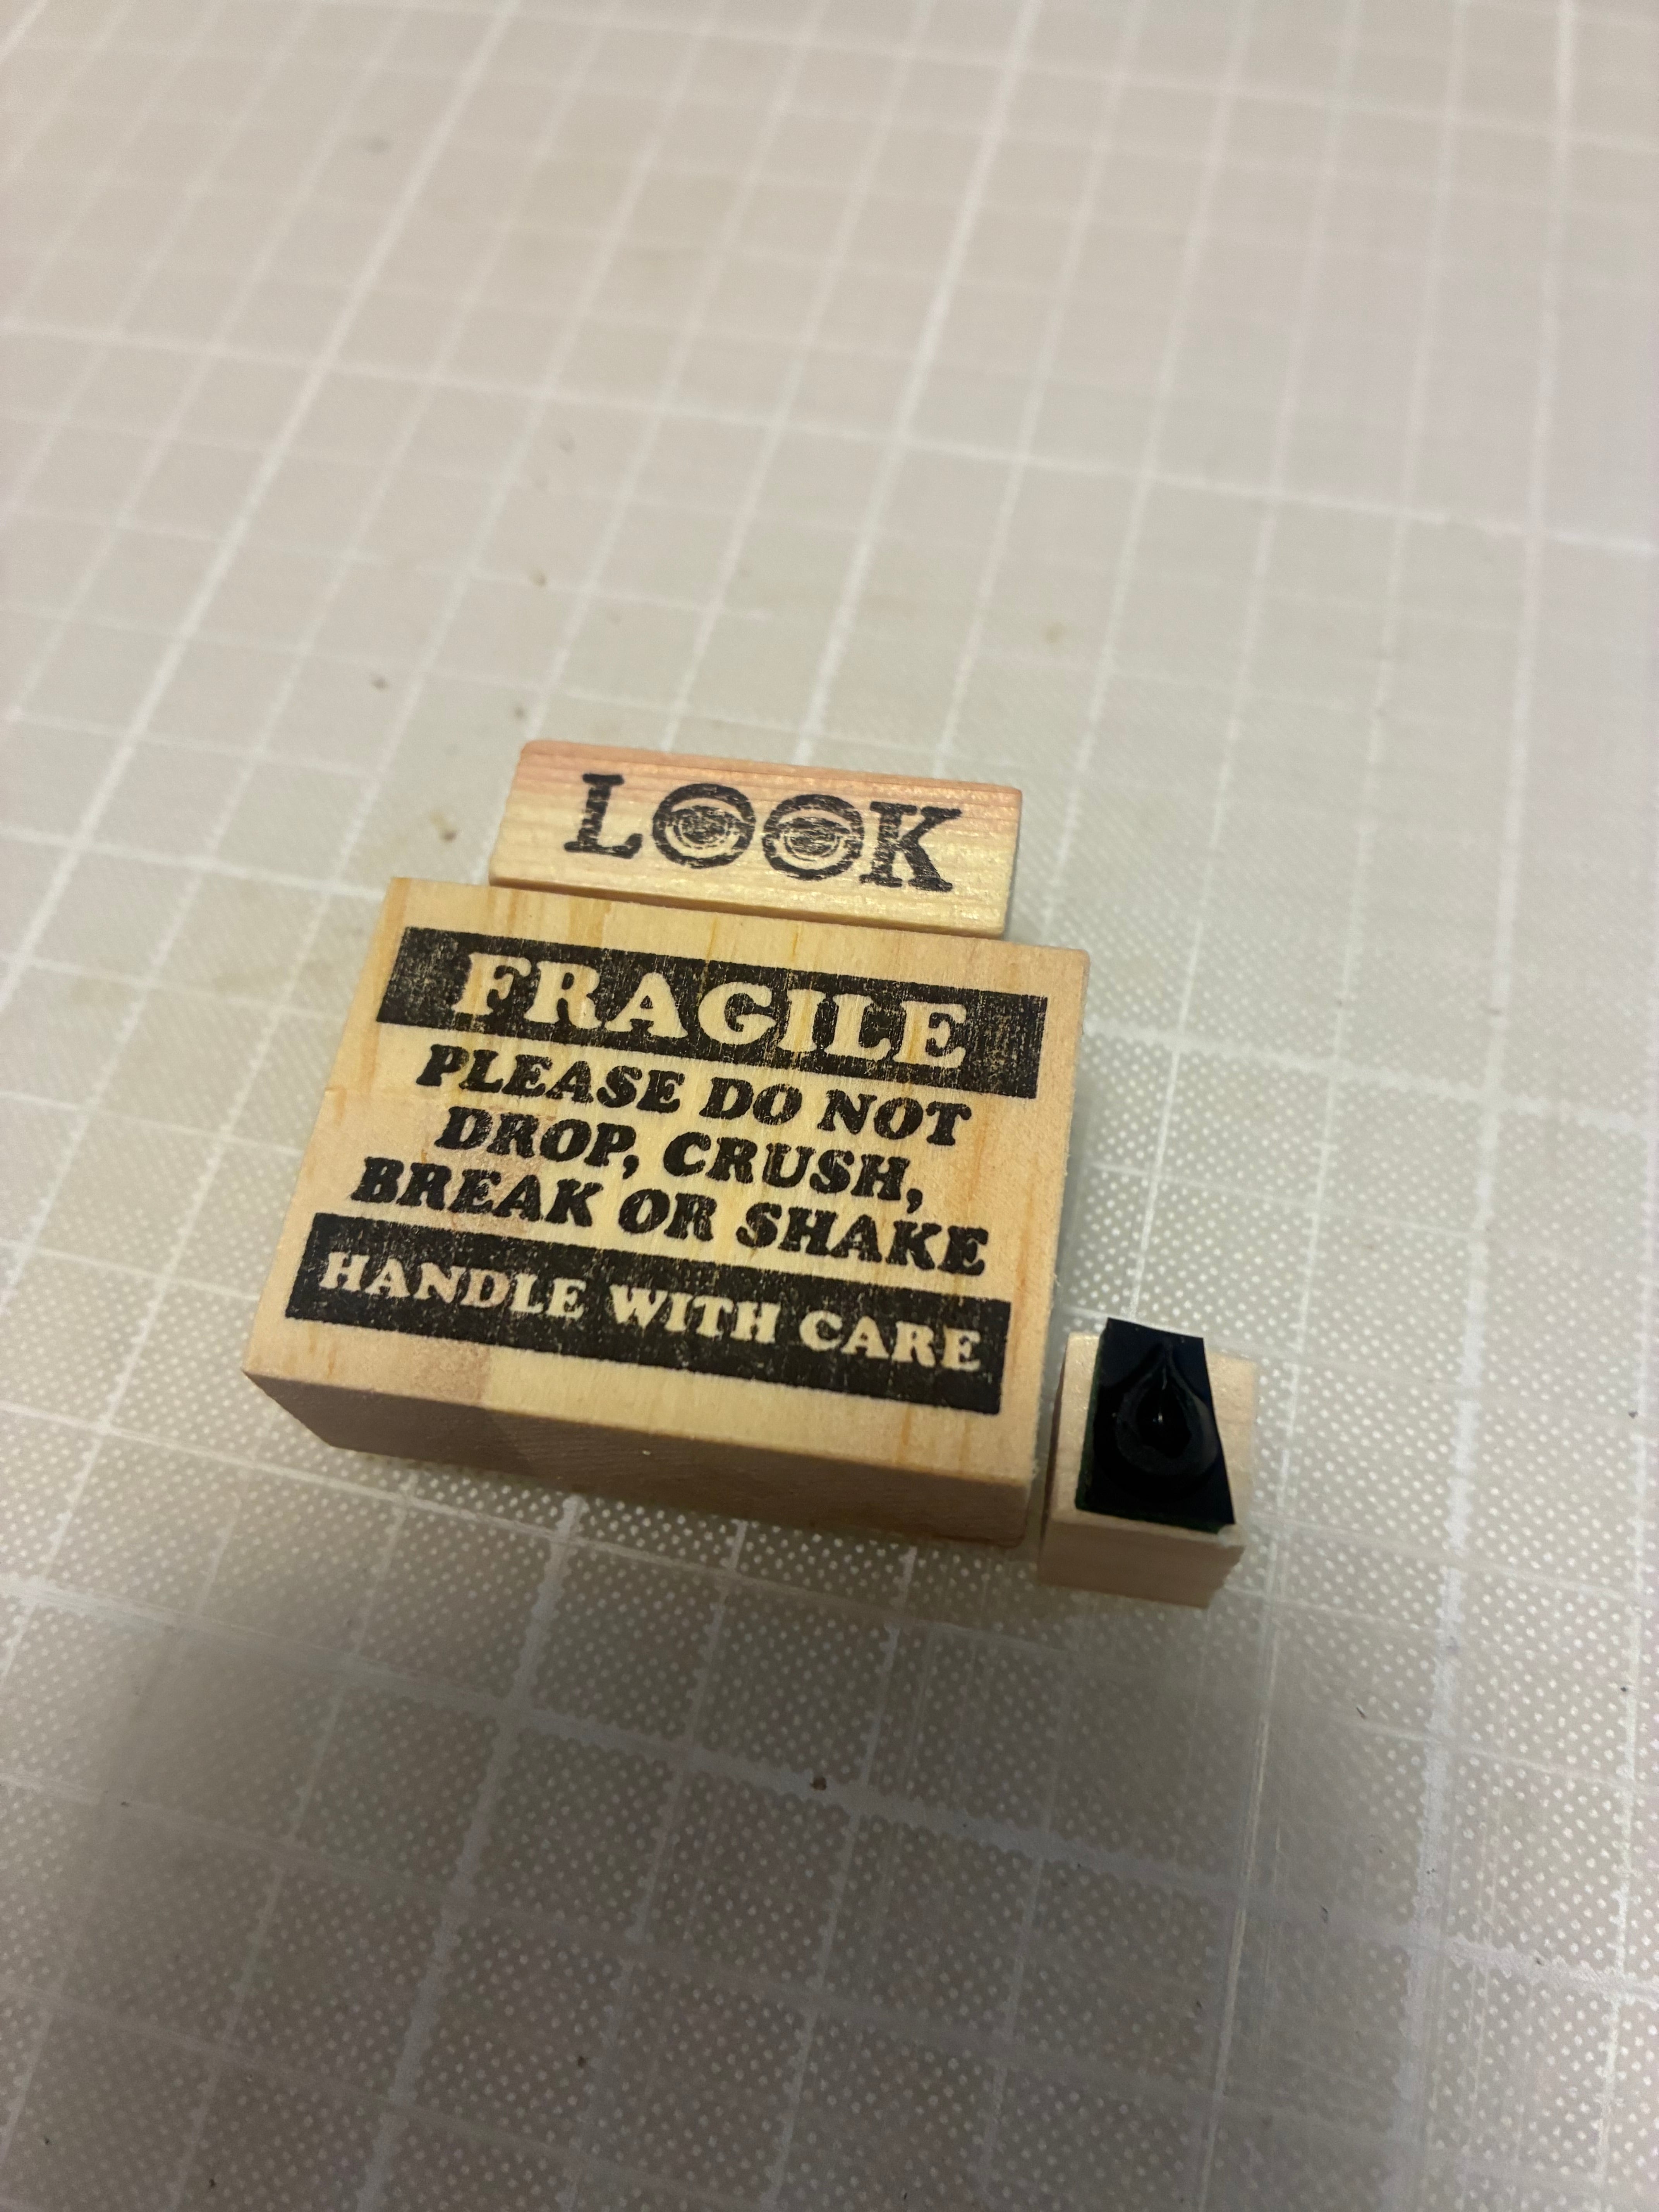 LOOK
FRAGILE
PLEASE DO NOT
DROP, CRUSH,
BREAK OR SHAKE
HANDLE WITH CARE